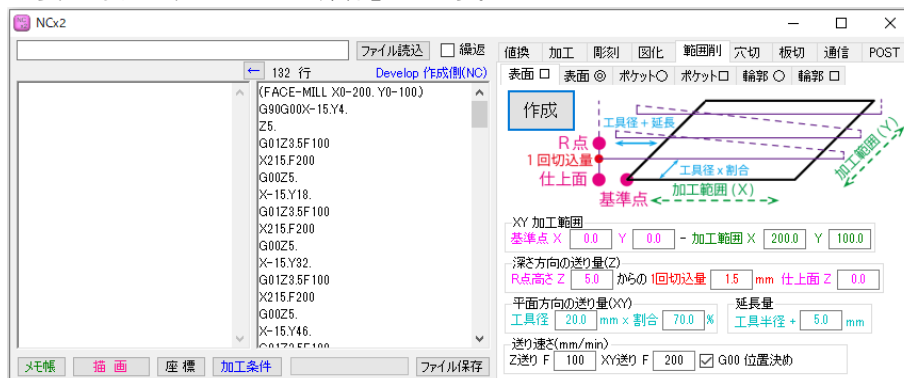 NCx2
ファイル読込 繰返
← 132 行 Develop 作成側(NC)
(FACE-MILL X0-200. Y0-100.)
G90G00X-15.Y4.
Z5.
G01Z3.5F100
X215.F200
G00Z5.
X-15.Y18.
G01Z3.5F100
X215.F200
G00Z5.
X-15.Y32.
G01Z3.5F100
X215.F200
G00Z5.
X-15.Y46.
G01Z3.5F100
メモ帳 描 画 座 標 加工条件 ファイル保存
値換 加工 彫刻 図化 範囲削 穴切 板切 通信 POST
表面 □ 表面 ◎ ポケット○ ポケット□ 輪郭 ○ 輪郭 □
作成
工具径 + 延長
R点
1回切込量
仕上面
基準点
工具径 x 割合
加工範囲 (X)
加工範囲 (Y)
XY 加工範囲
基準点 X 0.0 Y 0.0 - 加工範囲 X 200.0 Y 100.0
深さ方向の送り量(Z)
R点高さ Z 5.0 からの 1回切込量 1.5 mm 仕上面 Z 0.0
平面方向の送り量(XY) 延長量
工具径 20.0 mm x 割合 70.0 % 工具半径 + 5.0 mm
送り速さ(mm/min)
Z送り F 100 XY送り F 200 G00 位置決め